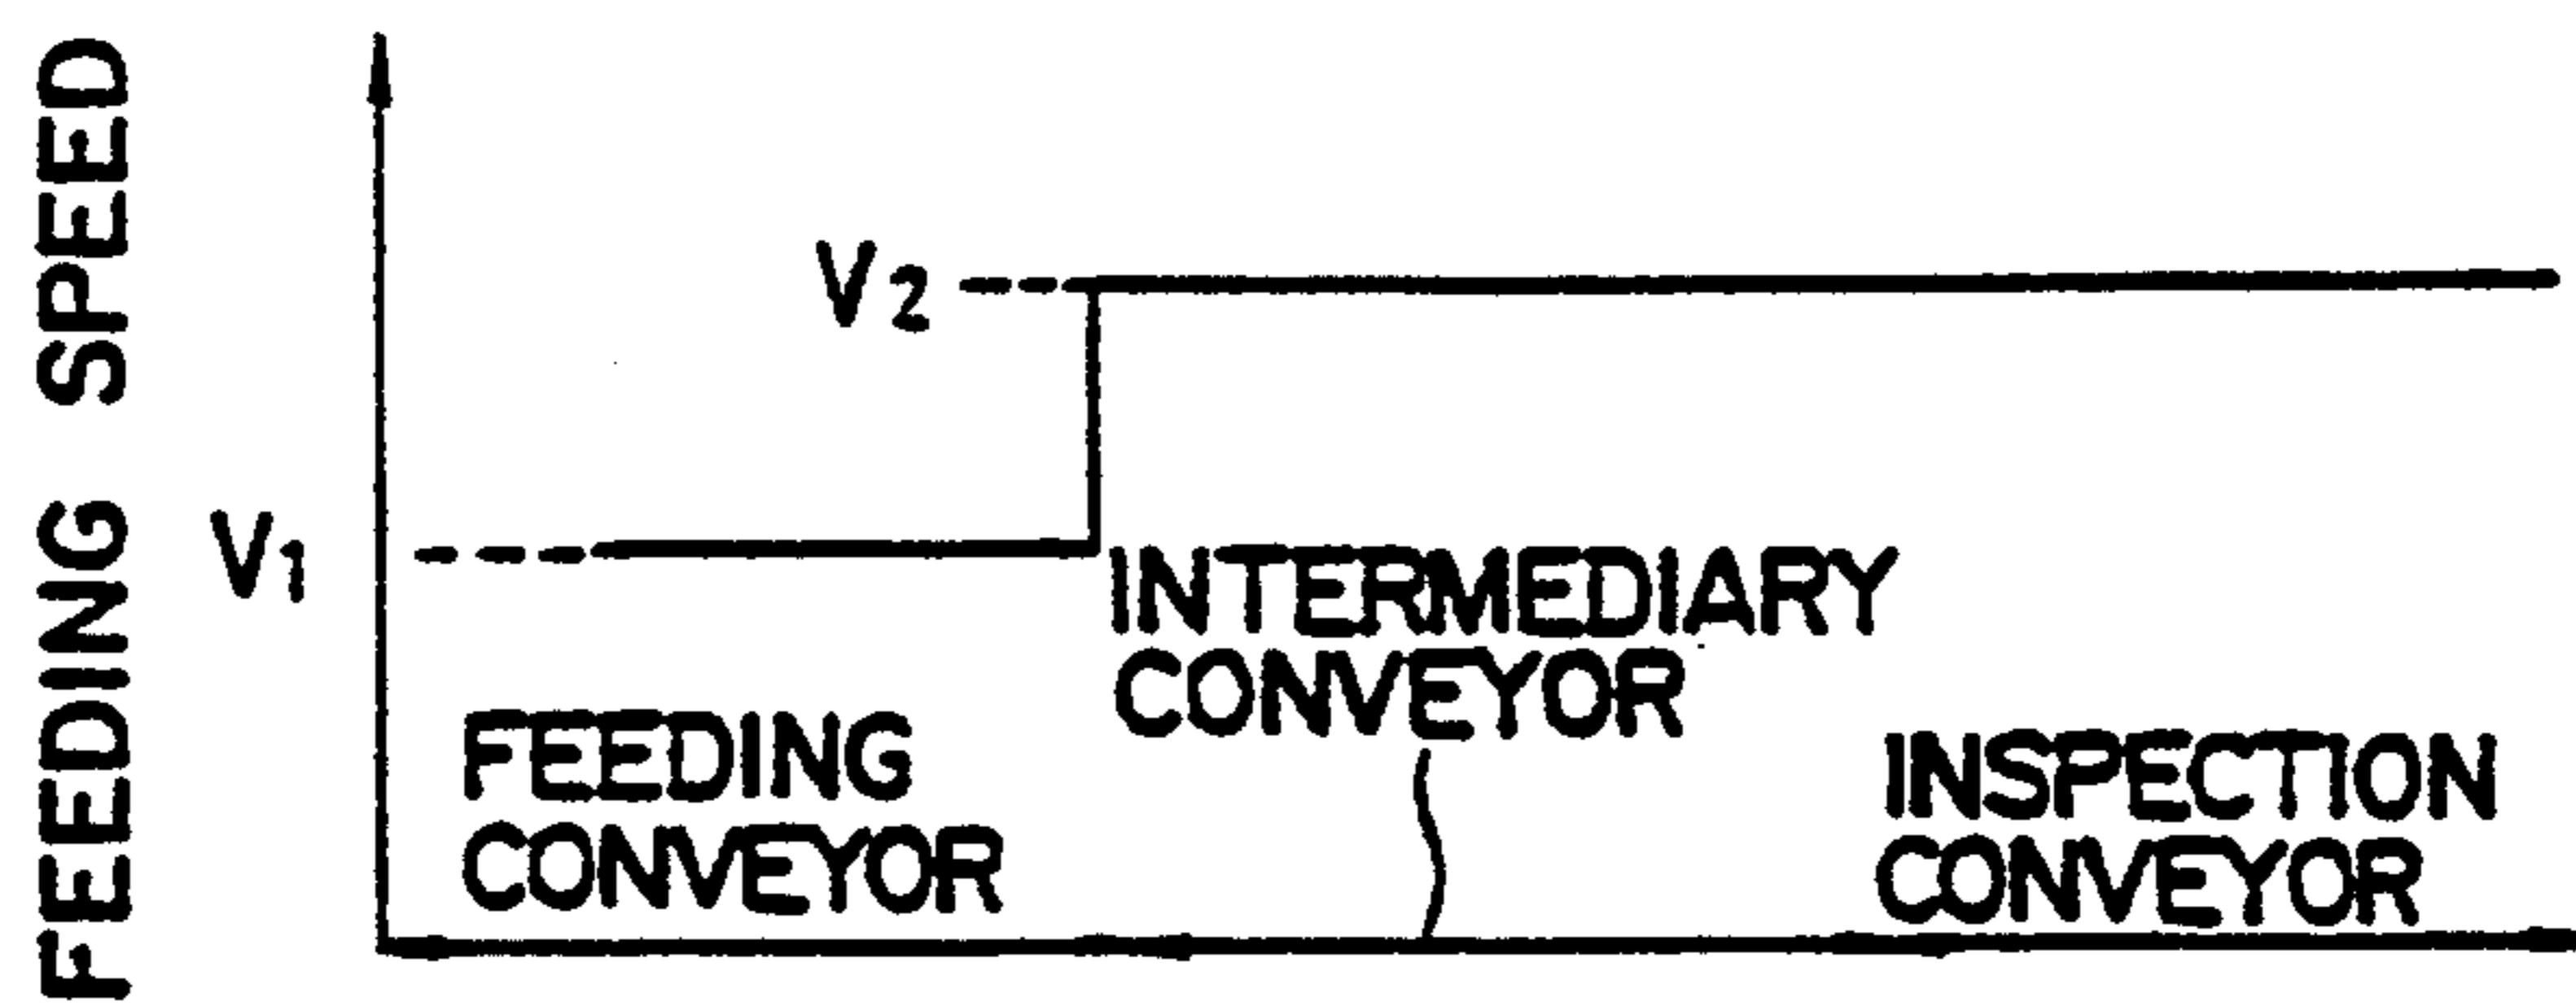 FEEDING SPEED
V2
V1
INTERMEDIARY
CONVEYOR
FEEDING
CONVEYOR
INSPECTION
CONVEYOR